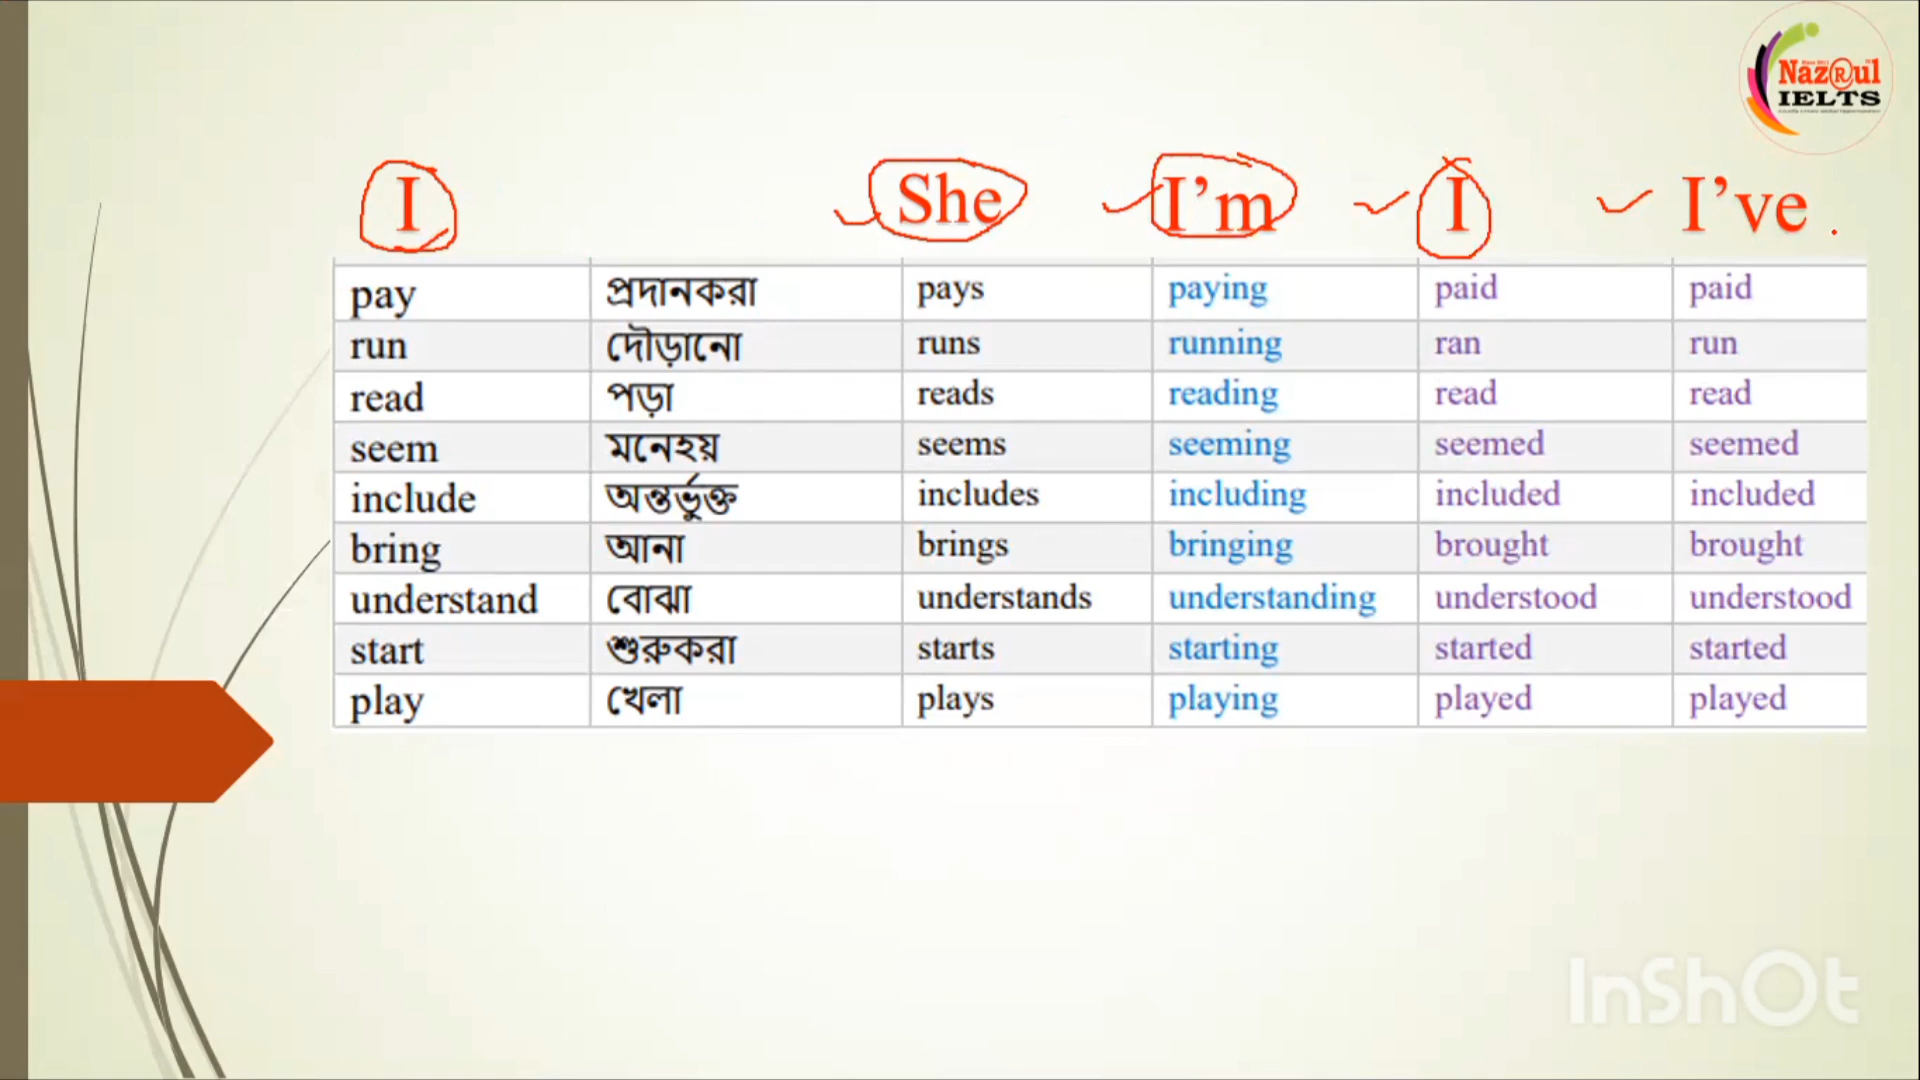 NazRul
IELTS
I She I'm I I've
pay প্রদানকরা pays paying paid paid
run দৌড়ানো runs running ran run
read পড়া reads reading read read
seem মনেহয় seems seeming seemed seemed
include অন্তর্ভুক্ত includes including included included
bring আনা brings bringing brought brought
understand বোঝা understands understanding understood understood
start শুরুকরা starts starting started started
play খেলা plays playing played played
InShOt